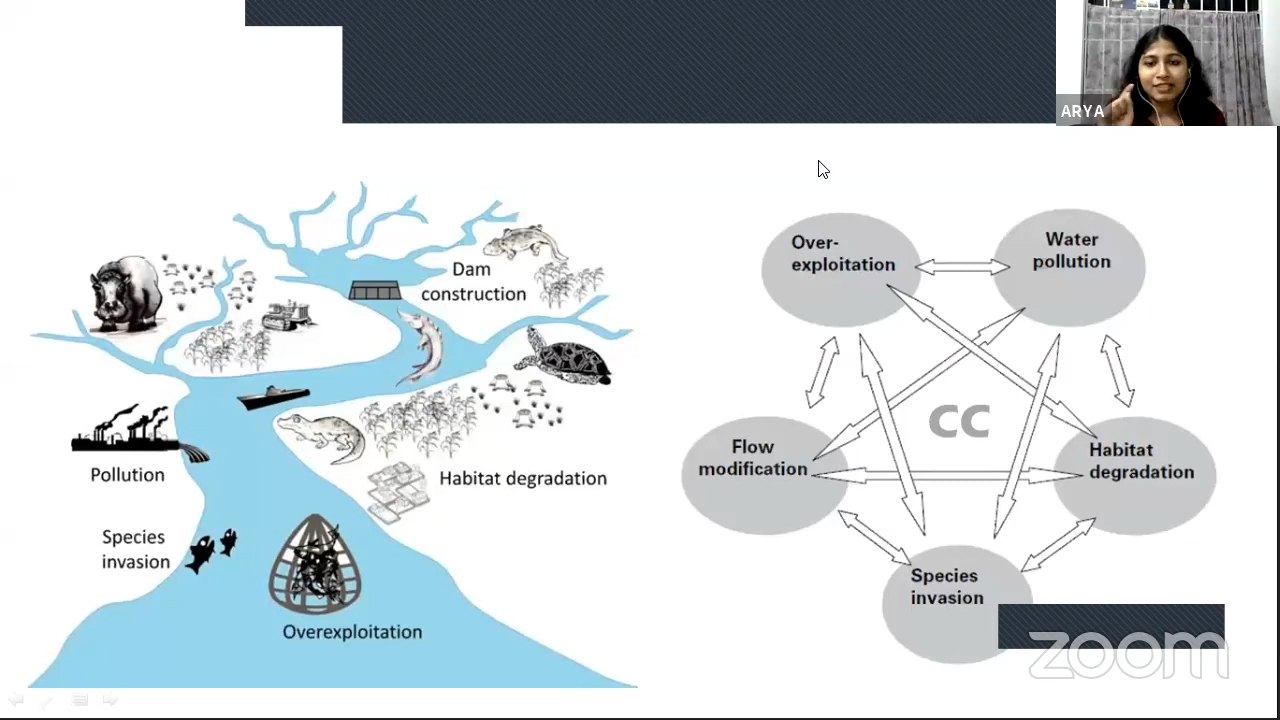 ARYA
Dam
construction
Pollution
Habitat degradation
Species
invasion
Overexploitation
Over-
exploitation
Water
pollution
CC
Flow
modification
Habitat
degradation
Species
invasion
zoom